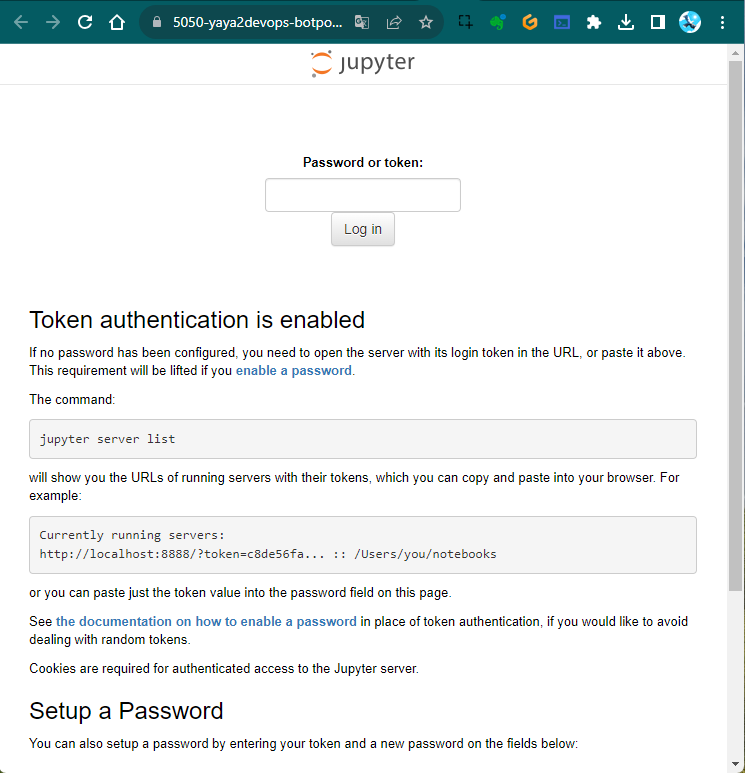 5050-yaya2devops-botpo...
jupyter
Password or token:
Log in
Token authentication is enabled
If no password has been configured, you need to open the server with its login token in the URL, or paste it above.
This requirement will be lifted if you enable a password.
The command:
jupyter server list
will show you the URLs of running servers with their tokens, which you can copy and paste into your browser. For
example:
Currently running servers:
http://localhost:8888/?token=c8de56fa... :: /Users/you/notebooks
or you can paste just the token value into the password field on this page.
See the documentation on how to enable a password in place of token authentication, if you would like to avoid
dealing with random tokens.
Cookies are required for authenticated access to the Jupyter server.
Setup a Password
You can also setup a password by entering your token and a new password on the fields below: